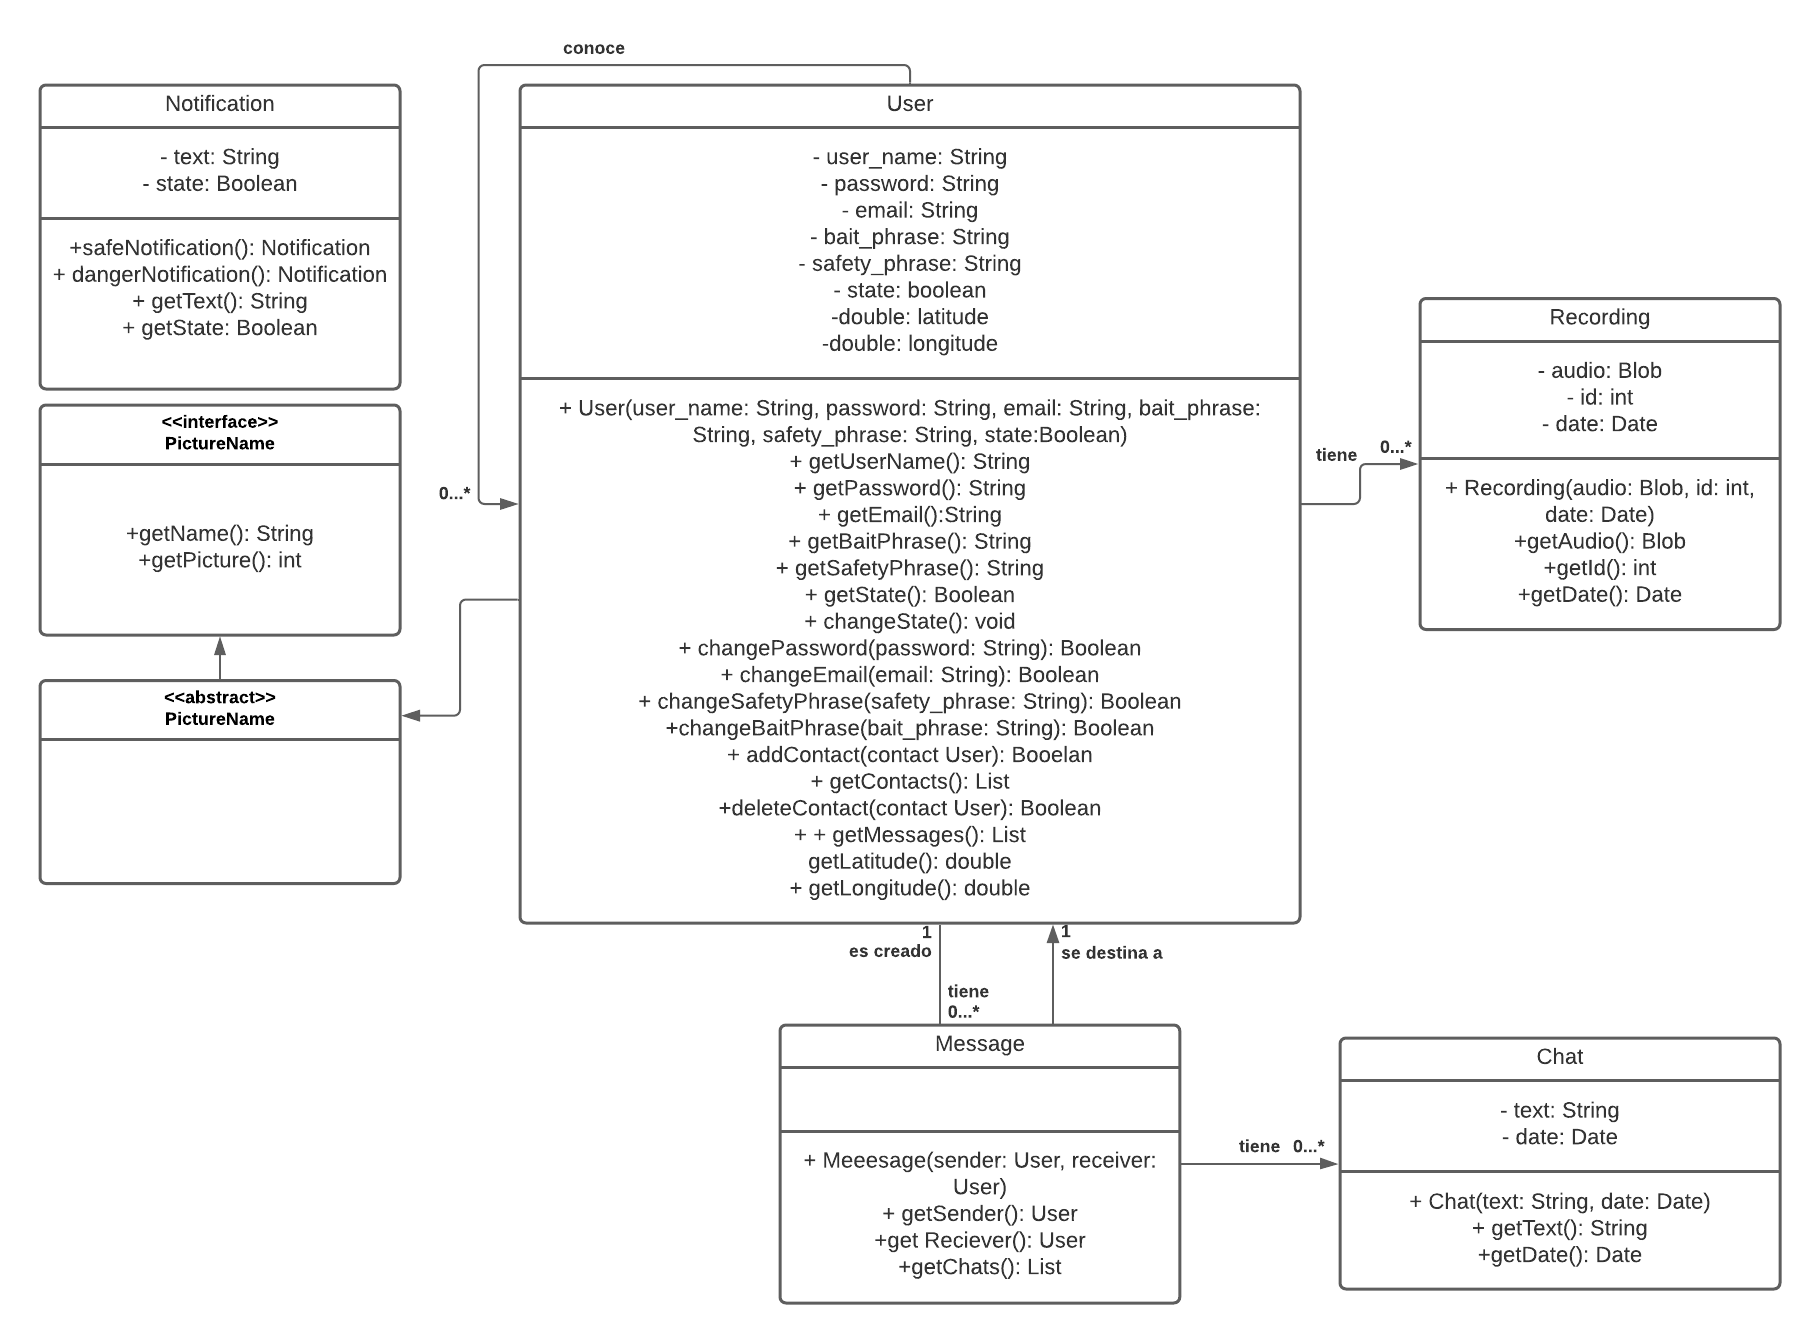 conoce
Notification
- text: String
- state: Boolean
+safeNotification(): Notification
+ dangerNotification(): Notification
+ getText(): String
+ getState: Boolean
<<interface>>
PictureName
+getName(): String
+getPicture(): int
<<abstract>>
PictureName
0...*
User
- user_name: String
- password: String
- email: String
- bait_phrase: String
- safety_phrase: String
- state: boolean
-double: latitude
-double: longitude
+ User(user_name: String, password: String, email: String, bait_phrase:
String, safety_phrase: String, state:Boolean)
+ getUserName(): String
+ getPassword(): String
+ getEmail():String
+ getBaitPhrase(): String
+ getSafetyPhrase(): String
+ getState(): Boolean
+ changeState(): void
+ changePassword(password: String): Boolean
+ changeEmail(email: String): Boolean
+ changeSafetyPhrase(safety_phrase: String): Boolean
+changeBaitPhrase(bait_phrase: String): Boolean
+ addContact(contact User): Booelan
+ getContacts(): List
+deleteContact(contact User): Boolean
+ + getMessages(): List
getLatitude(): double
+ getLongitude(): double
tiene
0...*
Recording
- audio: Blob
- id: int
- date: Date
+ Recording(audio: Blob, id: int,
date: Date)
+getAudio(): Blob
+getId(): int
+getDate(): Date
1
es creado
1
se destina a
tiene
0...*
Message
+ Meeesage(sender: User, receiver:
User)
+ getSender(): User
+get Reciever(): User
+getChats(): List
tiene
0...*
Chat
- text: String
- date: Date
+ Chat(text: String, date: Date)
+ getText(): String
+getDate(): Date